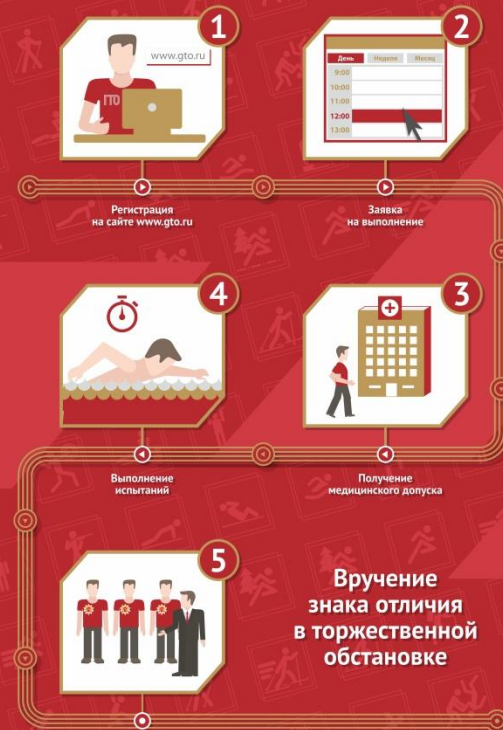 1
www.gto.ru
ГТО
Регистрация
на сайте www.gto.ru
2
День Неделя Месяц
9:00
10:00
11:00
12:00
13:00
Заявка
на выполнение
4
Выполнение
испытаний
3
Получение
медицинского допуска
5
Вручение
знака отличия
в торжественной
обстановке